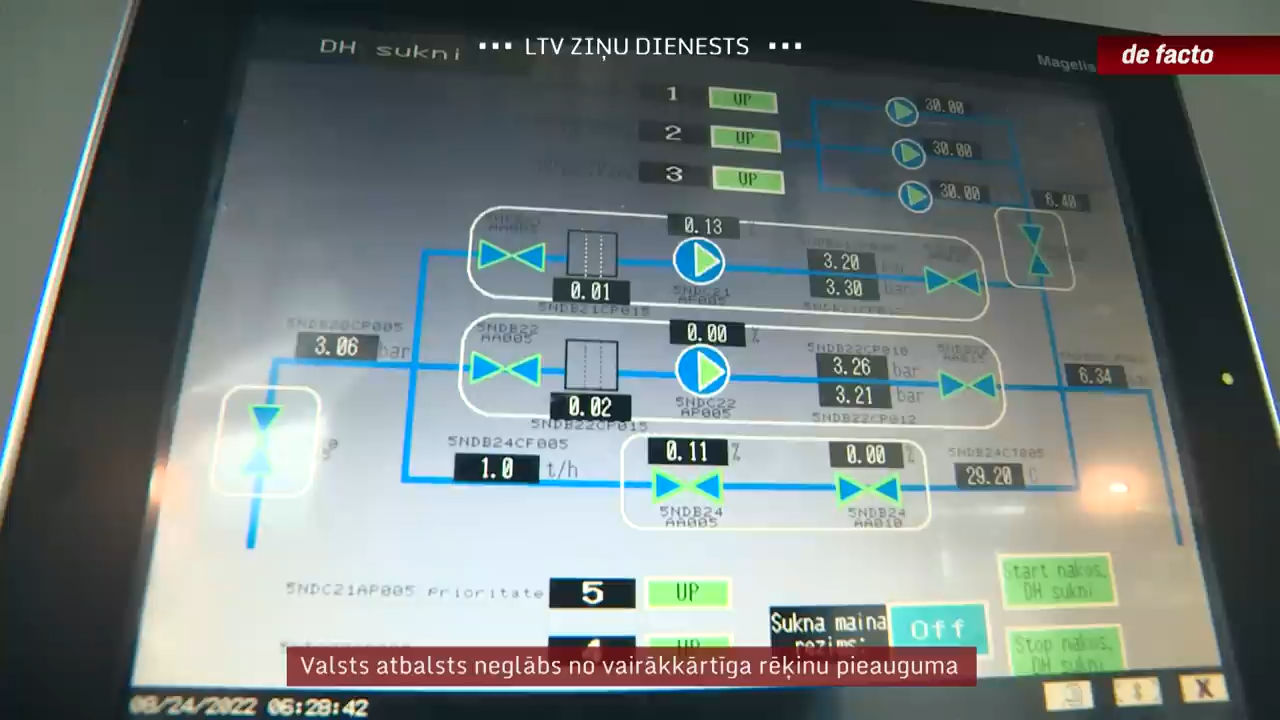 DH sukni
••• LTV ZIŅU DIENESTS •••
de facto
Magelis
1 UP
2 UP
3 UP
30.00
30.00
30.00
6.40
0.13
0.01
3.20
3.30 bar
5NDC21
AP005
5NDB21CP015
5NDB20CP005
3.06 bar
5NDB22
AA005
0.00 %
0.02
5NDC22
AP005
5NDB22CP015
5NDB22CP010
3.26 bar
3.21 bar
5NDB22CP012
6.34 bar
5NDB24CF005
1.0 t/h
0.11 %
5NDB24
AA005
0.00 %
5NDB24
AA010
5NDB24CT005
29.20 C
5NDC21AP005 Prioritate 5 UP
Sukna maina
rezims:
Off
Start nakos.
DH sukni
Stop nakos.
DH sukni
Valsts atbalsts neglābs no vairākkārtīga rēķinu pieauguma
08/24/2022 06:28:42
X